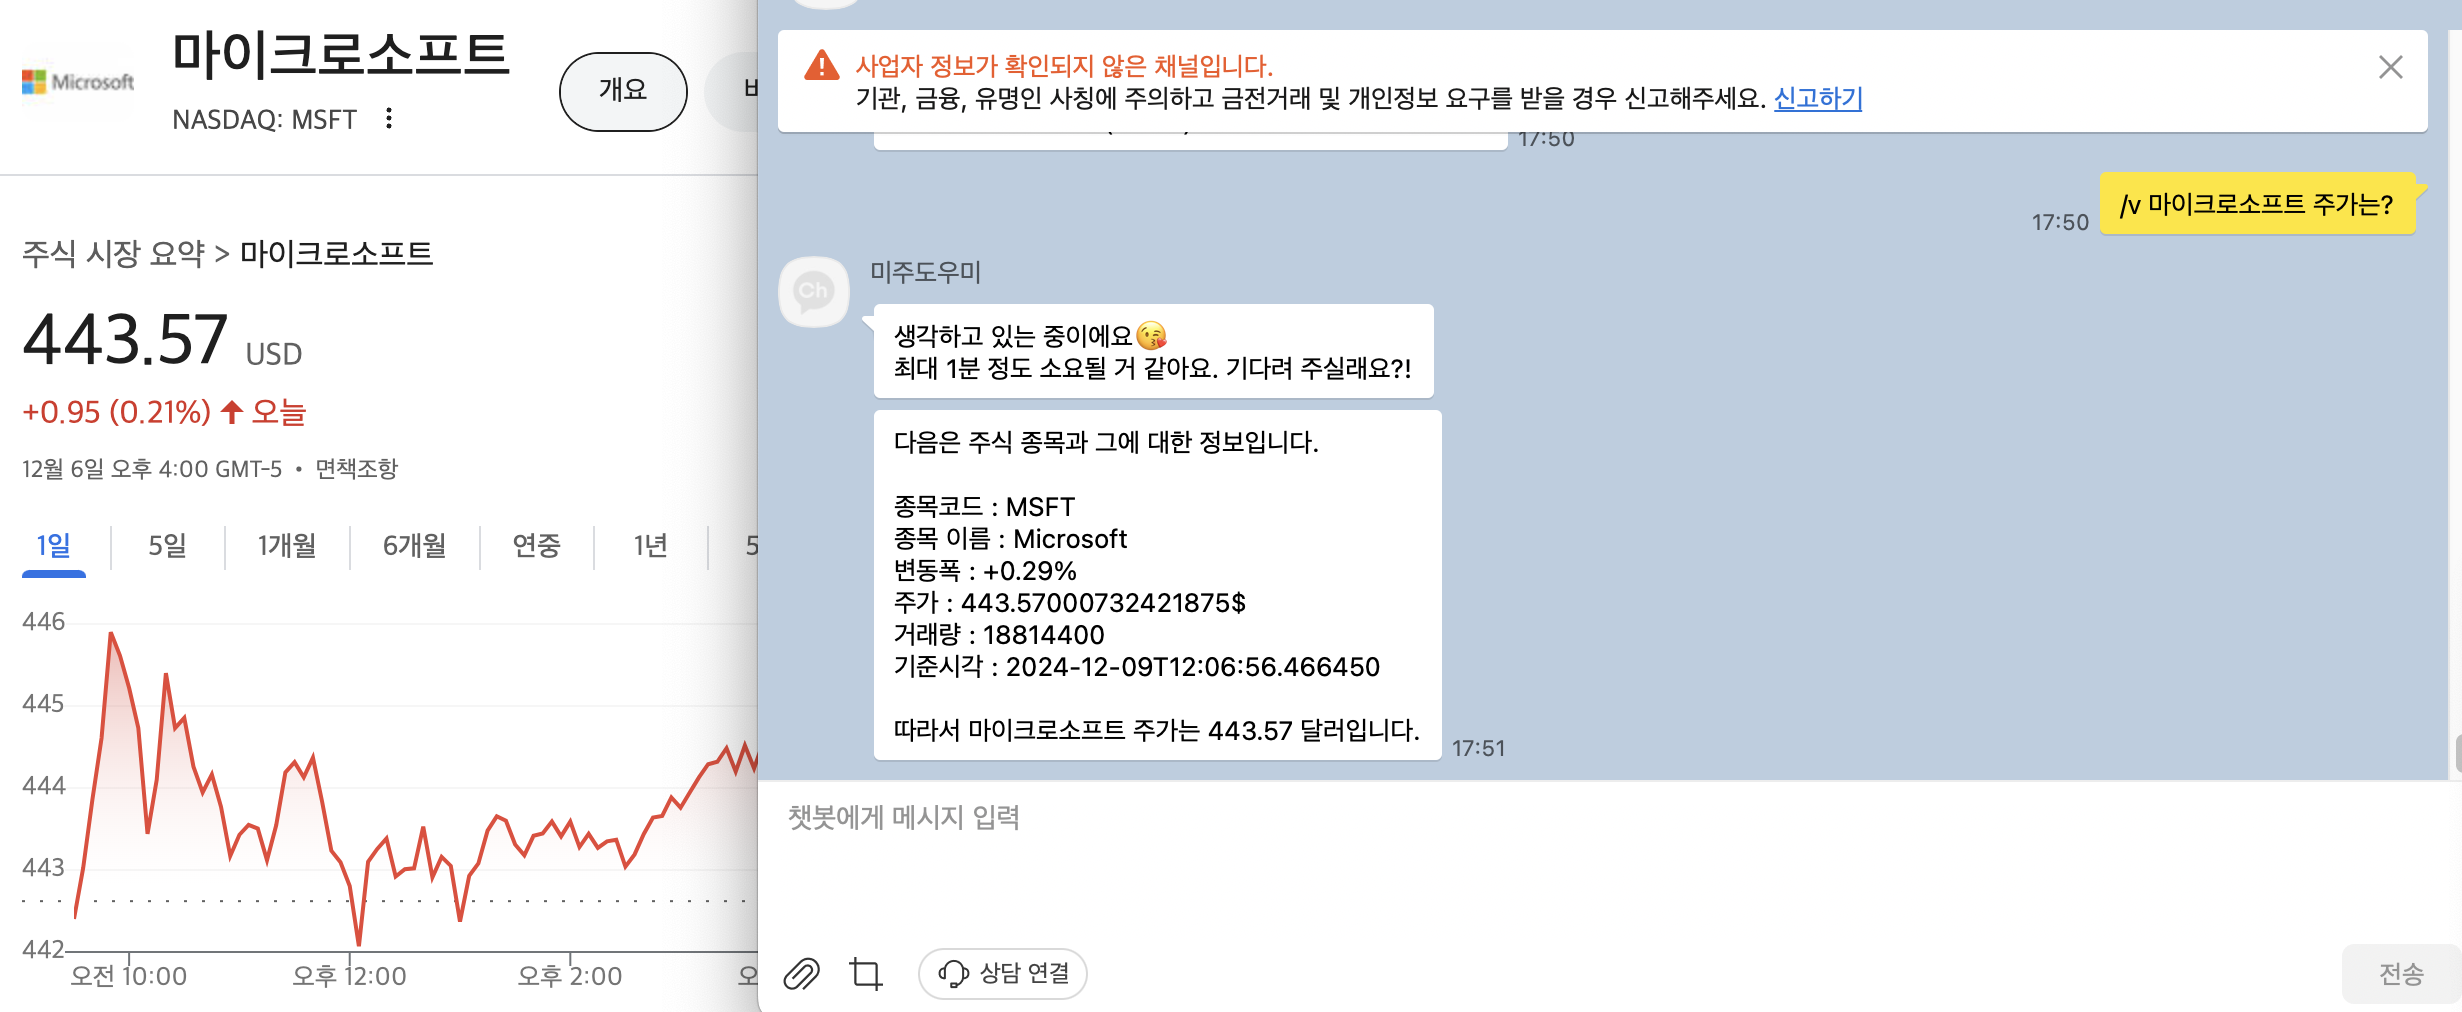 Microsoft
마이크로소프트
NASDAQ: MSFT
개요
주식 시장 요약 > 마이크로소프트
443.57 USD
+0.95 (0.21%) 오늘
12월 6일 오후 4:00 GMT-5 • 면책조항
1일
5일
1개월
6개월
연중
1년
5
446
445
444
443
442
오전 10:00
오후 12:00
오후 2:00
오
사업자 정보가 확인되지 않은 채널입니다.
기관, 금융, 유명인 사칭에 주의하고 금전거래 및 개인정보 요구를 받을 경우 신고해주세요. 신고하기
17:50
/v 마이크로소프트 주가는?
17:50
Ch
미주도우미
생각하고 있는 중이에요😘
최대 1분 정도 소요될 거 같아요. 기다려 주실래요?!
다음은 주식 종목과 그에 대한 정보입니다.
종목코드 : MSFT
종목 이름 : Microsoft
변동폭 : +0.29%
주가 : 443.57000732421875$
거래량 : 18814400
기준시각 : 2024-12-09T12:06:56.466450
따라서 마이크로소프트 주가는 443.57 달러입니다.
17:51
챗봇에게 메시지 입력
상담 연결
전송